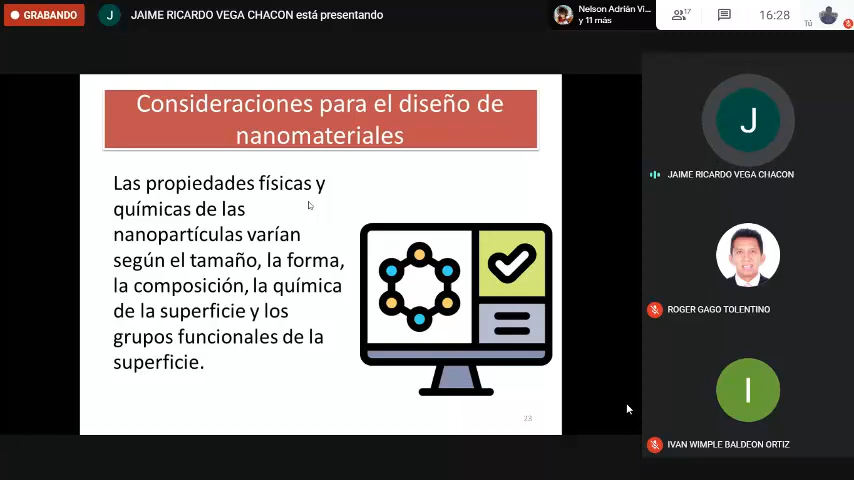 GRABANDO
J
JAIME RICARDO VEGA CHACON está presentando
Nelson Adrián Vi...
y 11 más
17
16:28
Tú
Consideraciones para el diseño de
nanomateriales
Las propiedades físicas y
químicas de las
nanopartículas varían
según el tamaño, la forma,
la composición, la química
de la superficie y los
grupos funcionales de la
superficie.
23
J
JAIME RICARDO VEGA CHACON
ROGER GAGO TOLENTINO
I
IVAN WIMPLE BALDEON ORTIZ